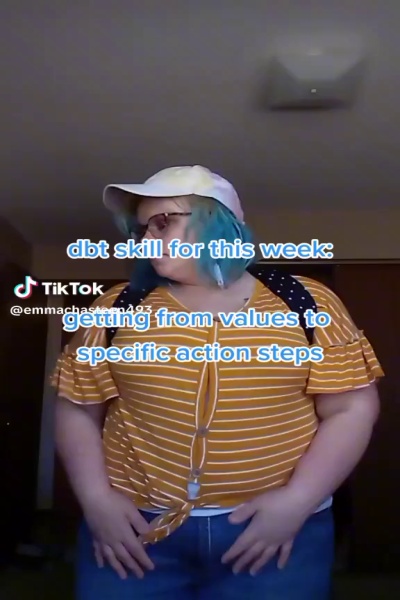 dbt skill for this week:
TikTok
getting from values to
specific action steps